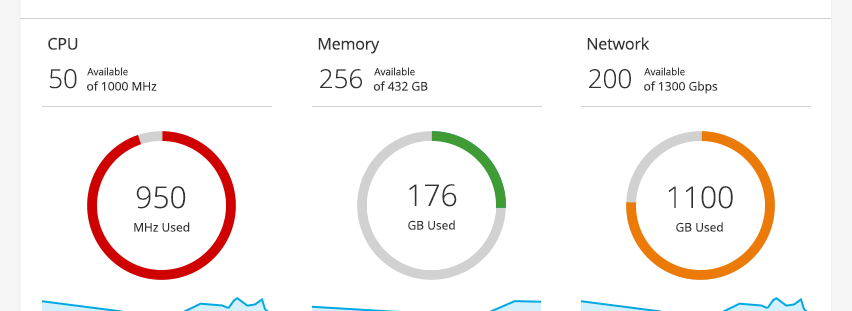 CPU
50 Available
of 1000 MHz
950
MHz Used
Memory
256 Available
of 432 GB
176
GB Used
Network
200 Available
of 1300 Gbps
1100
GB Used